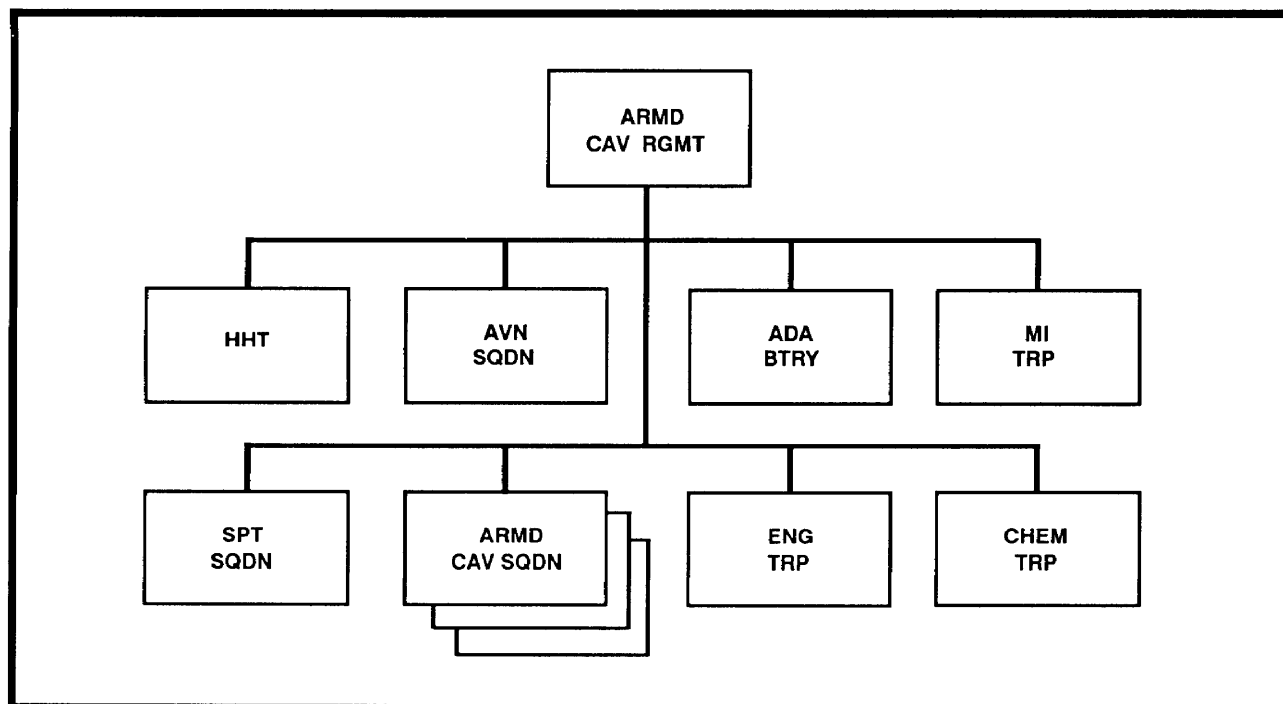 ARMD
CAV RGMT
HHT
AVN
SQDN
ADA
BTRY
MI
TRP
SPT
SQDN
ARMD
CAV SQDN
ENG
TRP
CHEM
TRP